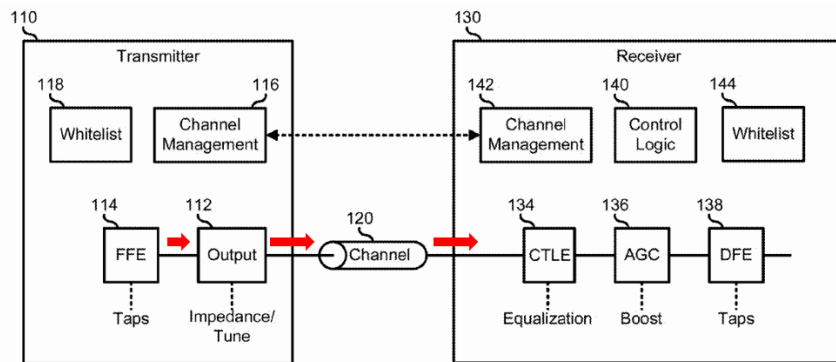 110
130
Transmitter
Receiver
118
116
142
140
144
Whitelist
Channel
Management
Channel
Management
Control
Logic
Whitelist
114
112
120
134
136
138
FFE
Output
Channel
CTLE
AGC
DFE
Taps
Impedance/
Tune
Equalization
Boost
Taps